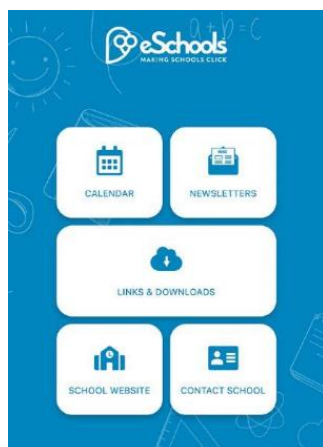 a + b = c
eSchools
MAKING SCHOOLS CLICK
CALENDAR
NEWSLETTERS
LINKS & DOWNLOADS
SCHOOL WEBSITE
CONTACT SCHOOL